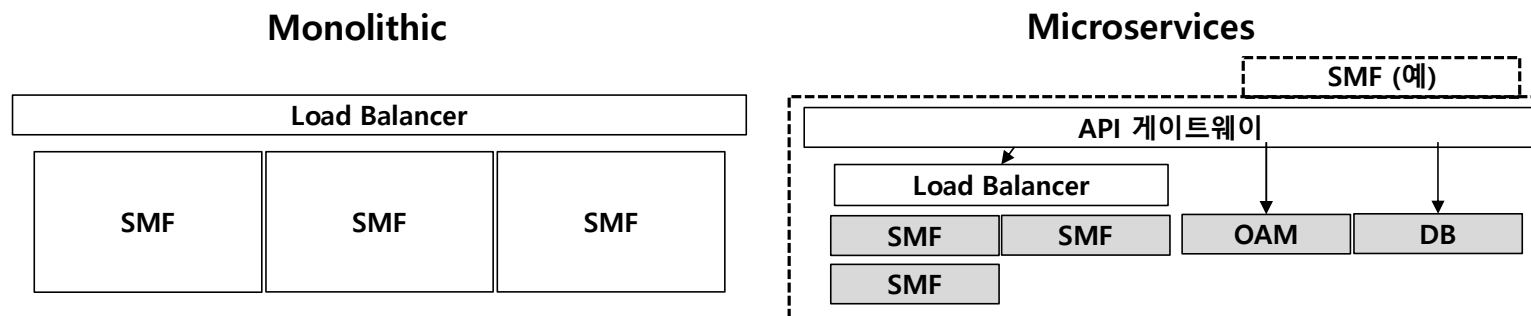 Monolithic
Load Balancer
SMF
SMF
SMF
Microservices
SMF (예)
API 게이트웨이
Load Balancer
SMF
SMF
OAM
DB
SMF